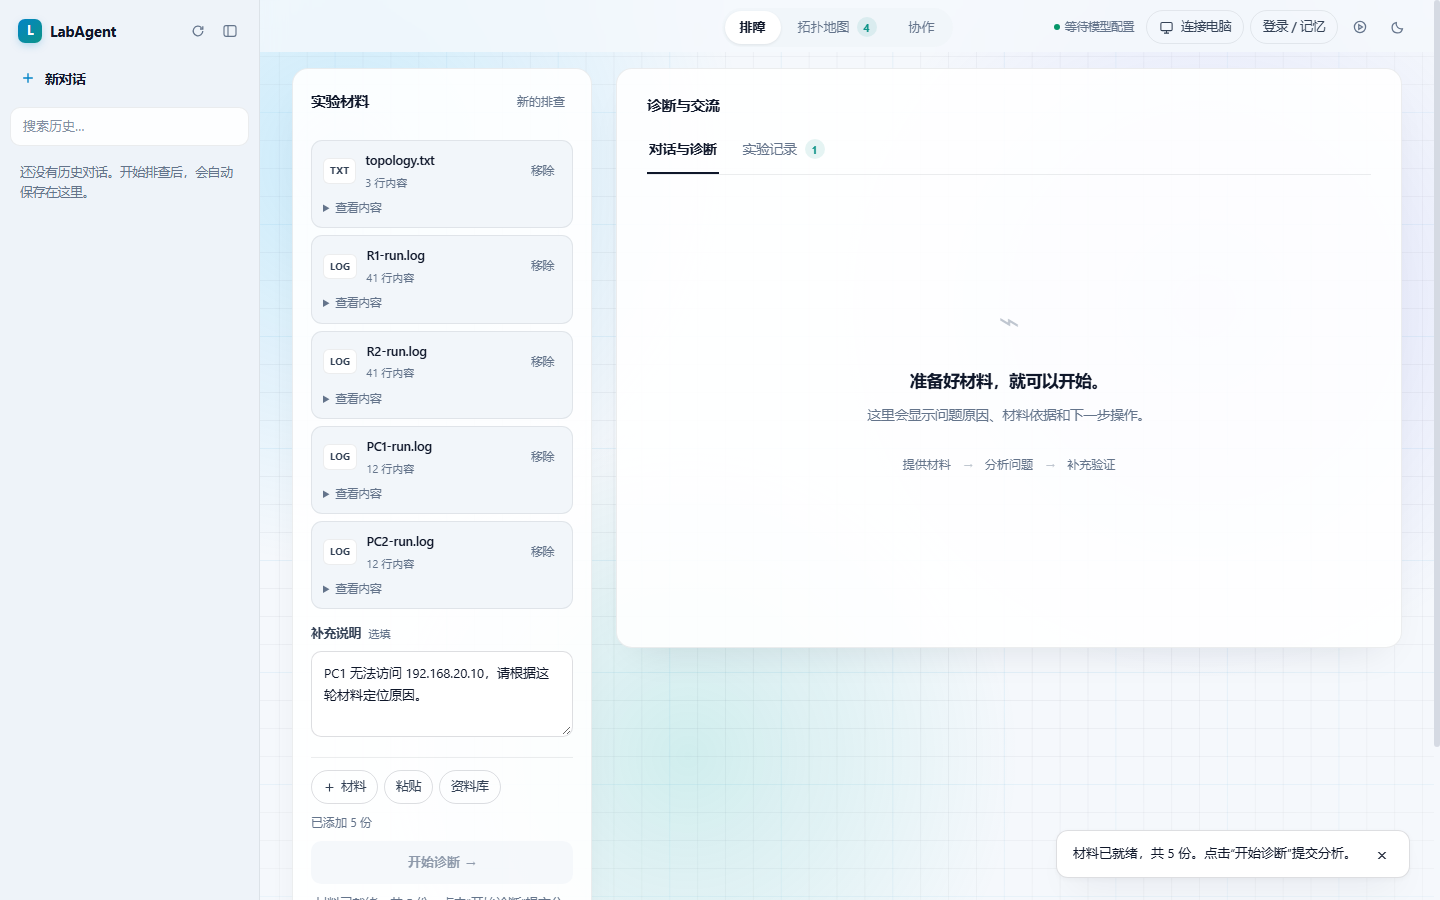 L LabAgent
+ 新对话
搜索历史...
还没有历史对话。开始排查后，会自动
保存在这里。
排障
拓扑地图 4
协作
等待模型配置
连接电脑
登录 / 记忆
实验材料
新的排查
TXT
topology.txt
3 行内容
移除
查看内容
LOG
R1-run.log
41 行内容
移除
查看内容
LOG
R2-run.log
41 行内容
移除
查看内容
LOG
PC1-run.log
12 行内容
移除
查看内容
LOG
PC2-run.log
12 行内容
移除
查看内容
补充说明 选填
PC1 无法访问 192.168.20.10，请根据这
轮材料定位原因。
+ 材料
粘贴
资料库
已添加 5 份
开始诊断 →
诊断与交流
对话与诊断
实验记录 1
准备好材料，就可以开始。
这里会显示问题原因、材料依据和下一步操作。
提供材料 → 分析问题 → 补充验证
材料已就绪，共 5 份。点击“开始诊断”提交分析。 ×